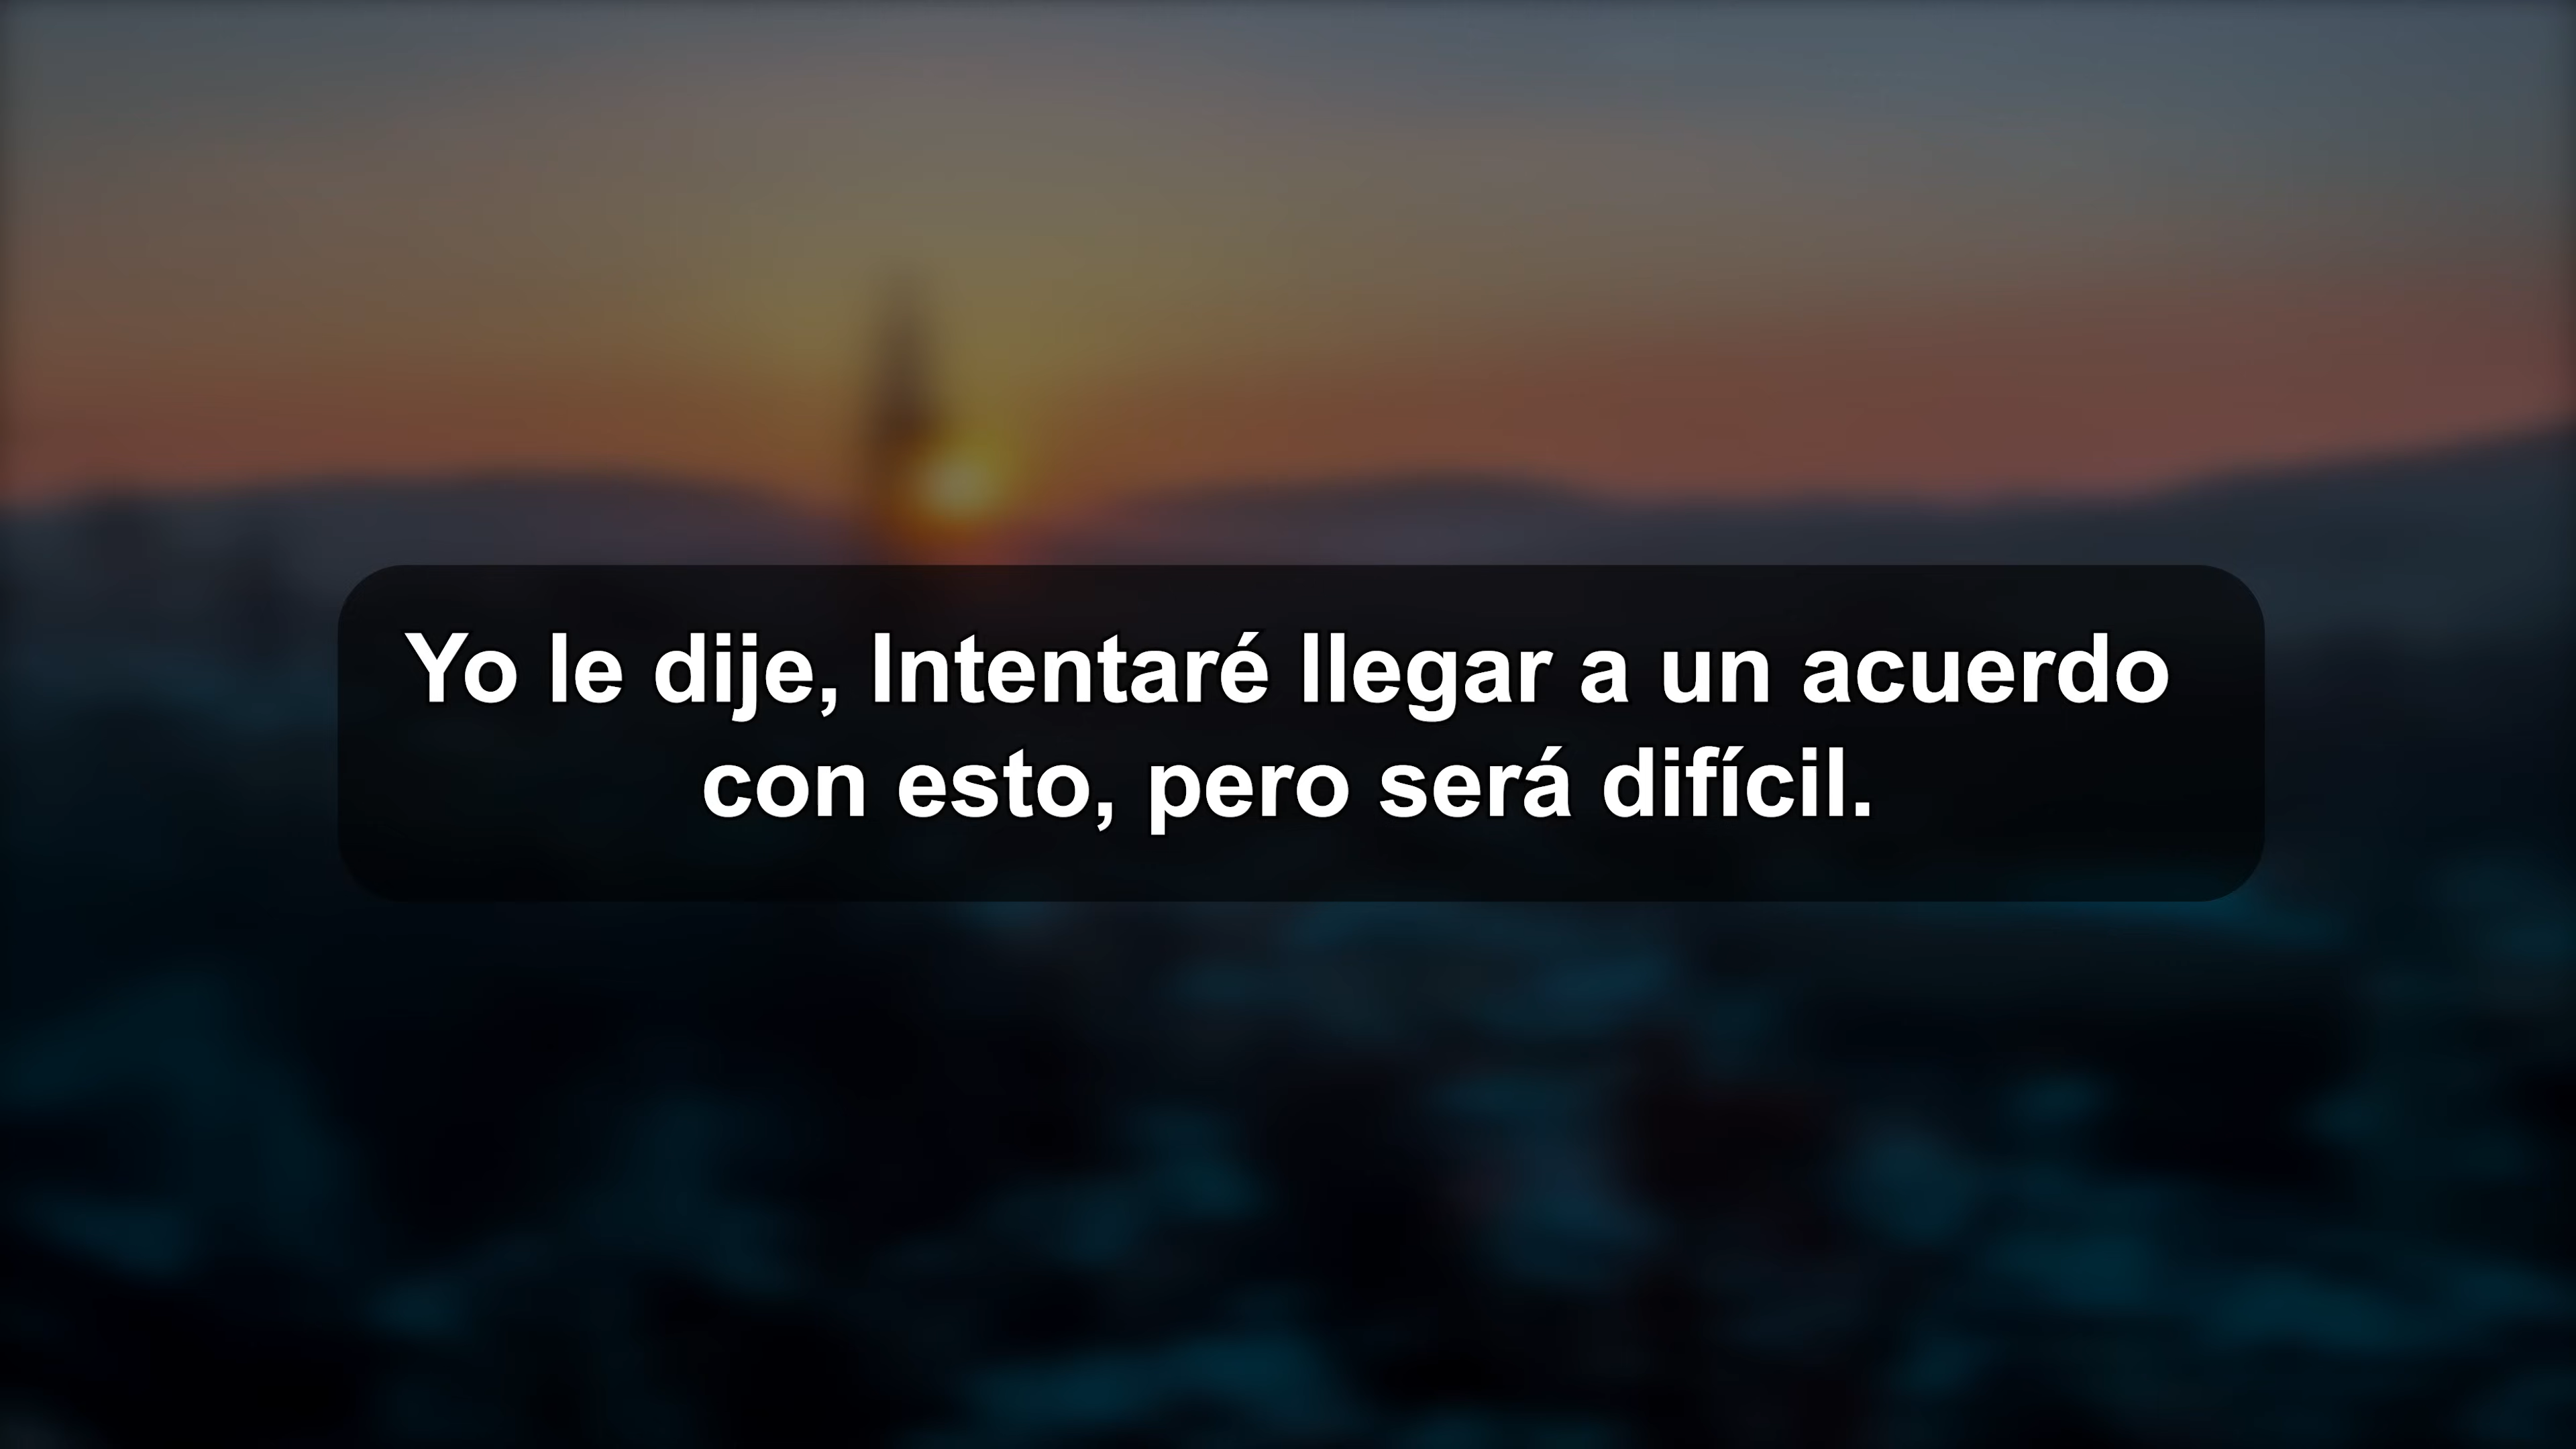 Yo le dije, Intentaré llegar a un acuerdo
con esto, pero será difícil.